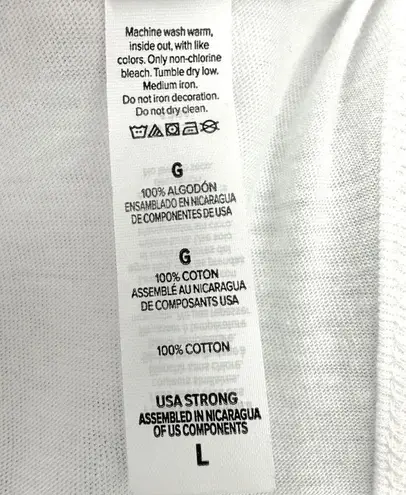 Machine wash warm,
inside out, with like
colors. Only non-chlorine
bleach. Tumble dry low.
Medium iron.
Do not iron decoration.
Do not dry clean.
G
100% ALGODÓN
ENSAMBLADO EN NICARAGUA
DE COMPONENTES DE USA
G
100% COTON
ASSEMBLÉ AU NICARAGUA
DE COMPOSANTS USA
100% COTTON
USA STRONG
ASSEMBLED IN NICARAGUA
OF US COMPONENTS
L